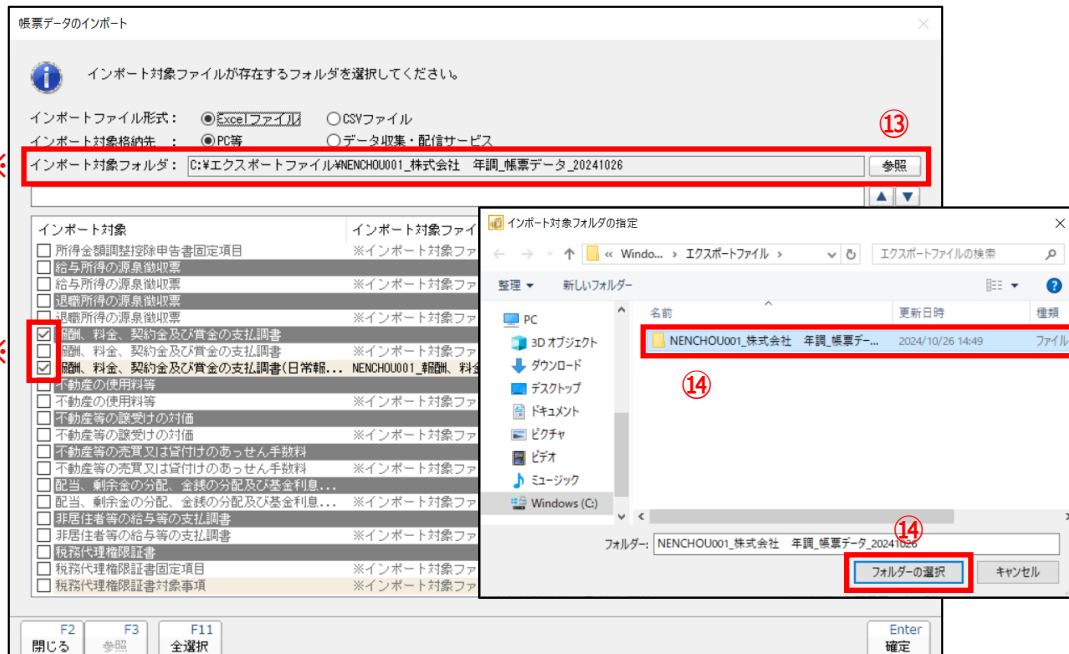 帳票データのインポート
インポート対象ファイルが存在するフォルダを選択してください。
インポートファイル形式： Excelファイル CSVファイル
⑬
インポート対象格納先 ： PC等 データ収集・配信サービス
※
インポート対象フォルダ： C:¥エクスポートファイル¥NENCHOU001_株式会社 年調_帳票データ_20241026 参照
インポート対象 インポート対象ファイ
所得金額調整控除申告書固定項目 ※インポート対象ファ
給与所得の源泉徴収票
給与所得の源泉徴収票 ※インポート対象ファ
退職所得の源泉徴収票
退職所得の源泉徴収票 ※インポート対象ファ
報酬、料金、契約金及び賞金の支払調書
※
報酬、料金、契約金及び賞金の支払調書 ※インポート対象ファ
報酬、料金、契約金及び賞金の支払調書(日常報... NENCHOU001_報酬、料金
不動産の使用料等
不動産の使用料等 ※インポート対象ファ
不動産等の譲受けの対価
不動産等の譲受けの対価 ※インポート対象ファ
不動産等の売買又は貸付けのあっせん手数料
不動産等の売買又は貸付けのあっせん手数料 ※インポート対象ファ
配当、剰余金の分配、金銭の分配及び基金利息...
配当、剰余金の分配、金銭の分配及び基金利息... ※インポート対象ファ
非居住者等の給与等の支払調書
非居住者等の給与等の支払調書 ※インポート対象ファ
税務代理権限証書
税務代理権限証書固定項目 ※インポート対象ファ
税務代理権限証書対象事項 ※インポート対象ファ
F2 F3 F11 Enter
閉じる 参照 全選択 確定
インポート対象フォルダの指定
« Windo... › エクスポートファイル › エクスポートファイルの検索
整理 新しいフォルダー
名前 更新日時 種類
NENCHOU001_株式会社 年調_帳票デー... 2024/10/26 14:49 ファイル
⑭
PC
3D オブジェクト
ダウンロード
デスクトップ
ドキュメント
ピクチャ
ビデオ
ミュージック
Windows (C:)
⑭
フォルダー: NENCHOU001_株式会社 年調_帳票データ_20241026
フォルダーの選択 キャンセル